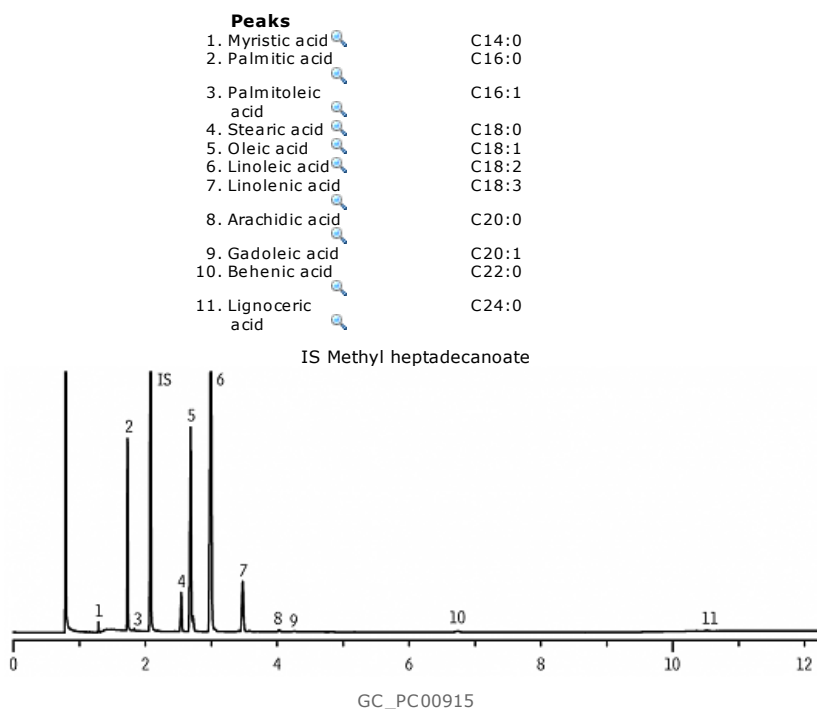 Peaks
1. Myristic acid C14:0
2. Palmitic acid C16:0
3. Palmitoleic C16:1
acid
4. Stearic acid C18:0
5. Oleic acid C18:1
6. Linoleic acid C18:2
7. Linolenic acid C18:3
8. Arachidic acid C20:0
9. Gadoleic acid C20:1
10. Behenic acid C22:0
11. Lignoceric C24:0
acid
IS Methyl heptadecanoate
IS 6
5
2
7
4
1 3 8 9 10 11
0 2 4 6 8 10 12
GC_PC00915